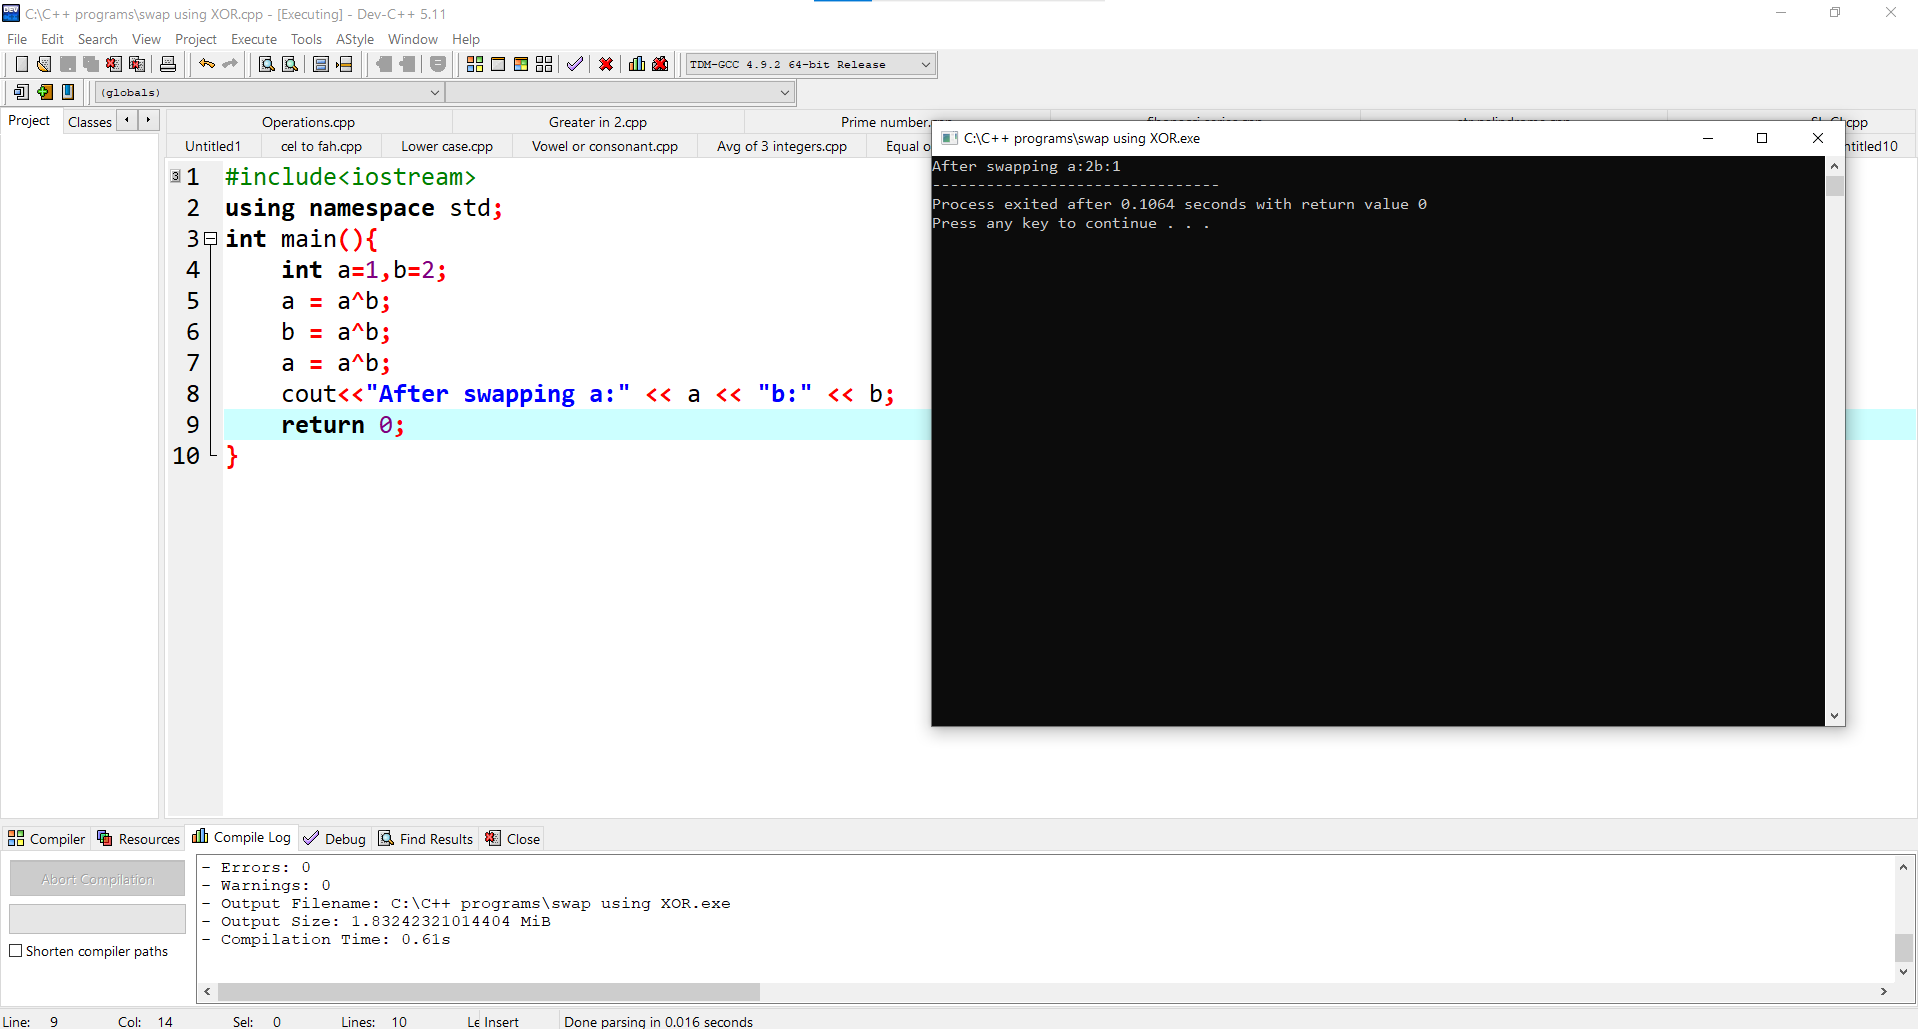 C:\C++ programs\swap using XOR.cpp - [Executing] - Dev-C++ 5.11
File Edit Search View Project Execute Tools AStyle Window Help
TDM-GCC 4.9.2 64-bit Release
(globals)
Project Classes
Operations.cpp Greater in 2.cpp Prime number.
Untitled1 cel to fah.cpp Lower case.cpp Vowel or consonant.cpp Avg of 3 integers.cpp Equal o
cpp
ntitled10
1 #include<iostream>
2 using namespace std;
3 int main(){
4 int a=1,b=2;
5 a = a^b;
6 b = a^b;
7 a = a^b;
8 cout<<"After swapping a:" << a << "b:" << b;
9 return 0;
10 }
C:\C++ programs\swap using XOR.exe
After swapping a:2b:1
--------------------------------
Process exited after 0.1064 seconds with return value 0
Press any key to continue . . .
Compiler Resources Compile Log Debug Find Results Close
Abort Compilation
Shorten compiler paths
- Errors: 0
- Warnings: 0
- Output Filename: C:\C++ programs\swap using XOR.exe
- Output Size: 1.83242321014404 MiB
- Compilation Time: 0.61s
Line: 9 Col: 14 Sel: 0 Lines: 10 Le Insert Done parsing in 0.016 seconds